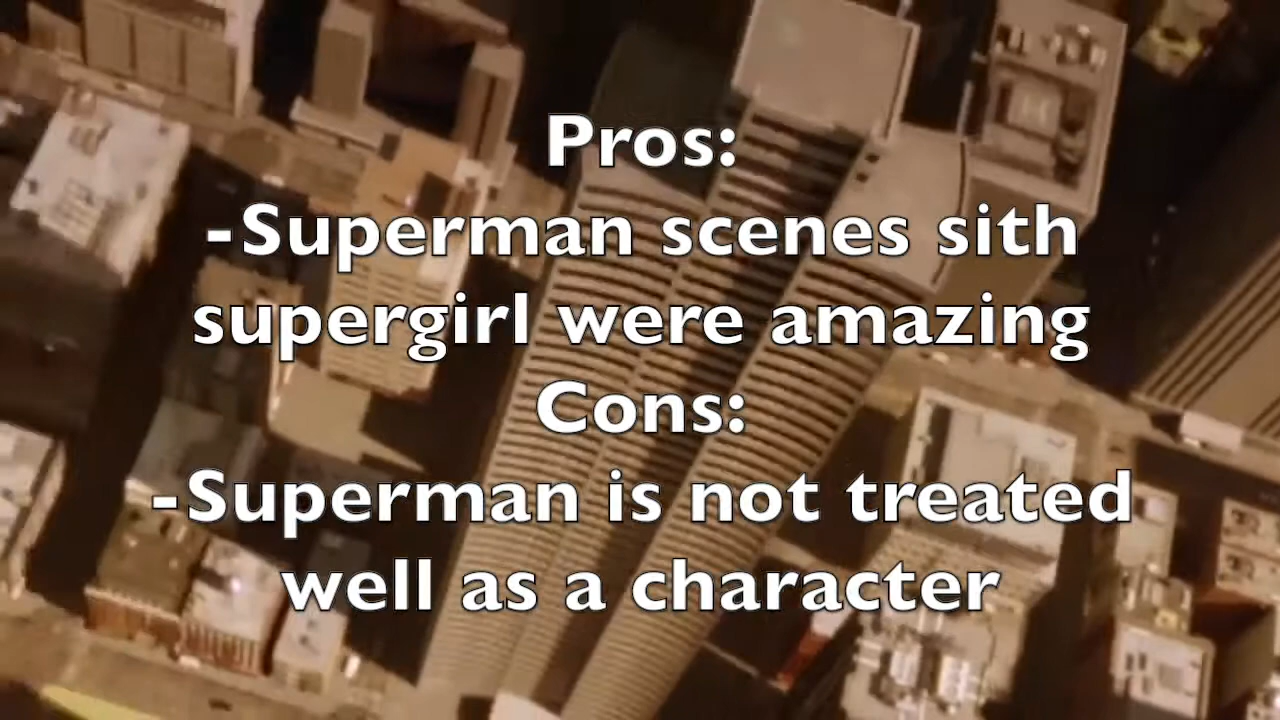 Pros:
-Superman scenes sith
supergirl were amazing
Cons:
-Superman is not treated
well as a character